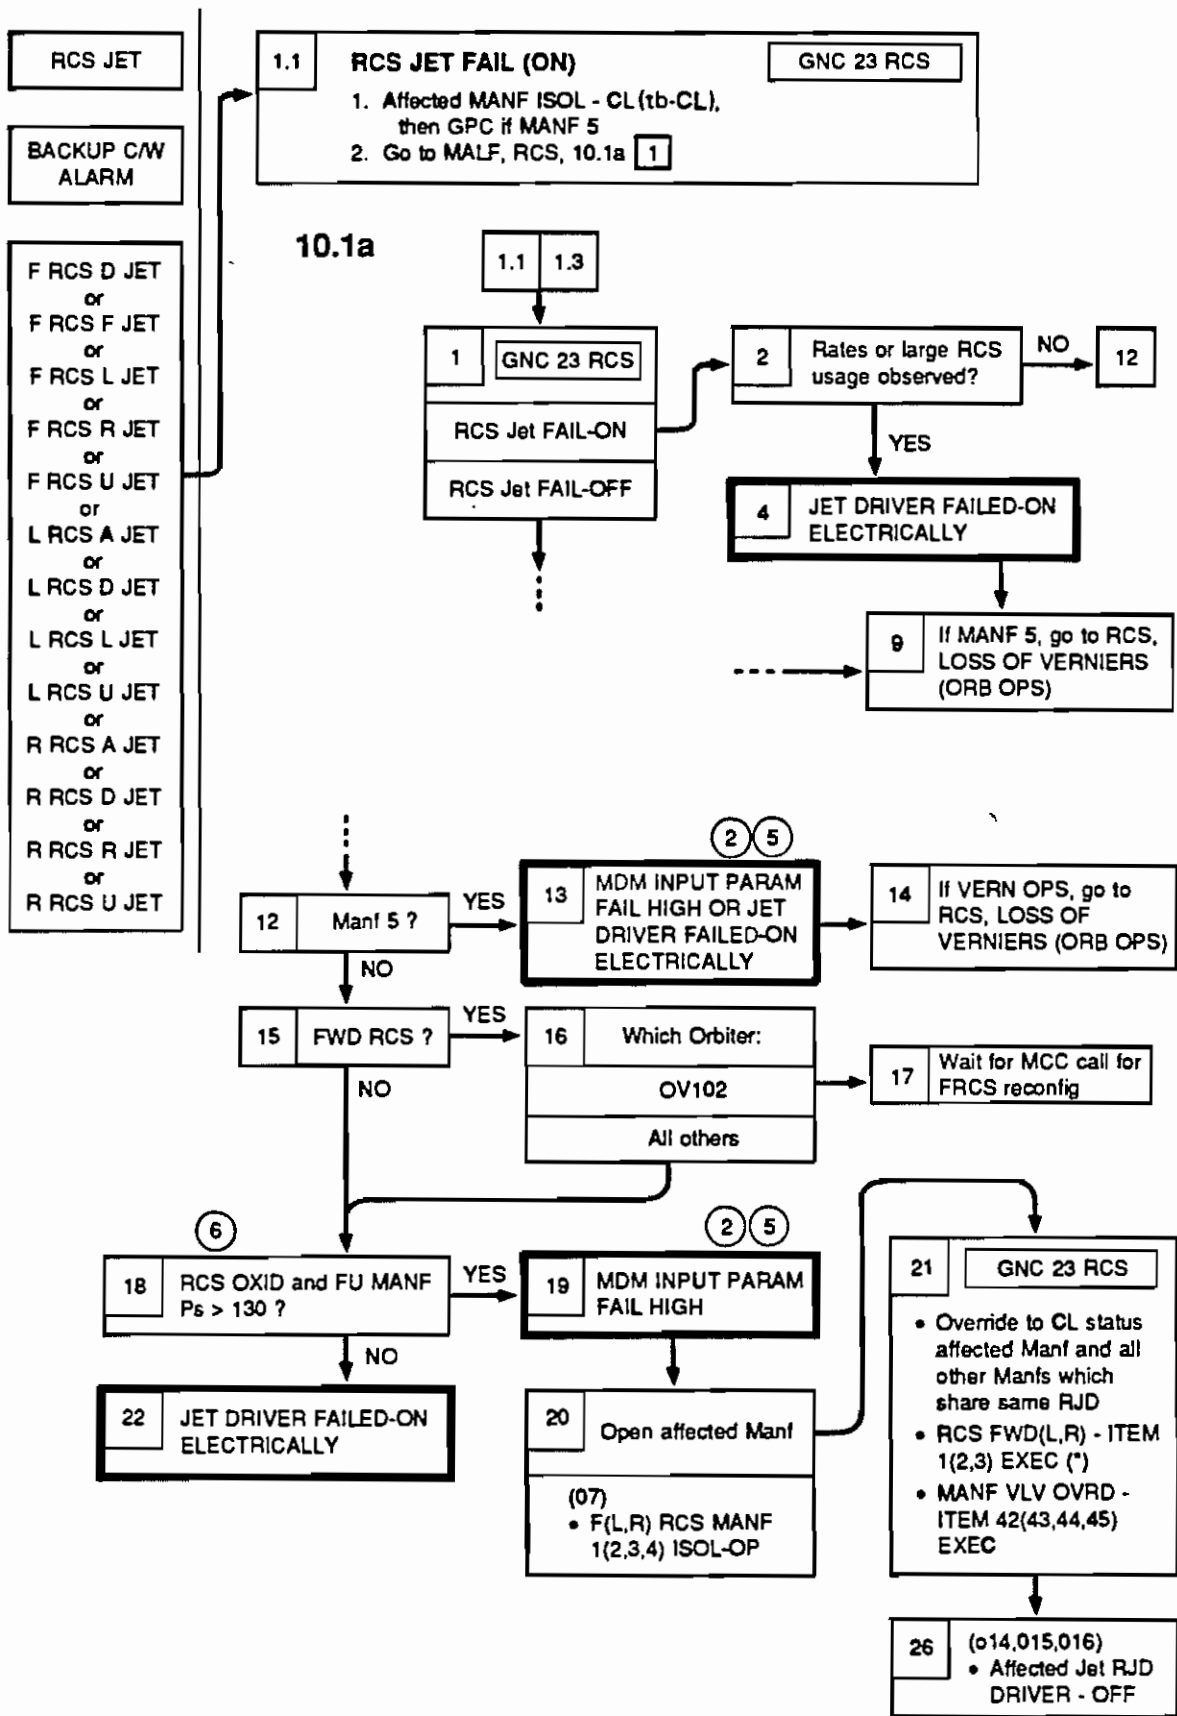 RCS JET
BACKUP C/W
ALARM
F RCS D JET
or
F RCS F JET
or
F RCS L JET
or
F RCS R JET
or
F RCS U JET
or
L RCS A JET
or
L RCS D JET
or
L RCS L JET
or
L RCS U JET
or
R RCS A JET
or
R RCS D JET
or
R RCS R JET
or
R RCS U JET
1.1
RCS JET FAIL (ON)
GNC 23 RCS
1. Affected MANF ISOL - CL(tb-CL),
then GPC if MANF 5
2. Go to MALF, RCS, 10.1a 1
10.1a
1.1 1.3
1
GNC 23 RCS
RCS Jet FAIL-ON
RCS Jet FAIL-OFF
2
Rates or large RCS
usage observed?
NO
12
YES
4
JET DRIVER FAILED-ON
ELECTRICALLY
9
If MANF 5, go to RCS,
LOSS OF VERNIERS
(ORB OPS)
12
Manf 5 ?
YES
NO
2 5
13
MDM INPUT PARAM
FAIL HIGH OR JET
DRIVER FAILED-ON
ELECTRICALLY
14
If VERN OPS, go to
RCS, LOSS OF
VERNIERS (ORB OPS)
15
FWD RCS ?
YES
NO
16
Which Orbiter:
OV102
All others
17
Wait for MCC call for
FRCS reconfig
6
18
RCS OXID and FU MANF
Ps > 130 ?
YES
NO
2 5
19
MDM INPUT PARAM
FAIL HIGH
22
JET DRIVER FAILED-ON
ELECTRICALLY
20
Open affected Manf
(07)
• F(L,R) RCS MANF
1(2,3,4) ISOL-OP
21
GNC 23 RCS
• Override to CL status
affected Manf and all
other Manfs which
share same RJD
• RCS FWD(L,R) - ITEM
1(2,3) EXEC (*)
• MANF VLV OVRD -
ITEM 42(43,44,45)
EXEC
26
(o14,015,016)
• Affected Jet RJD
DRIVER - OFF